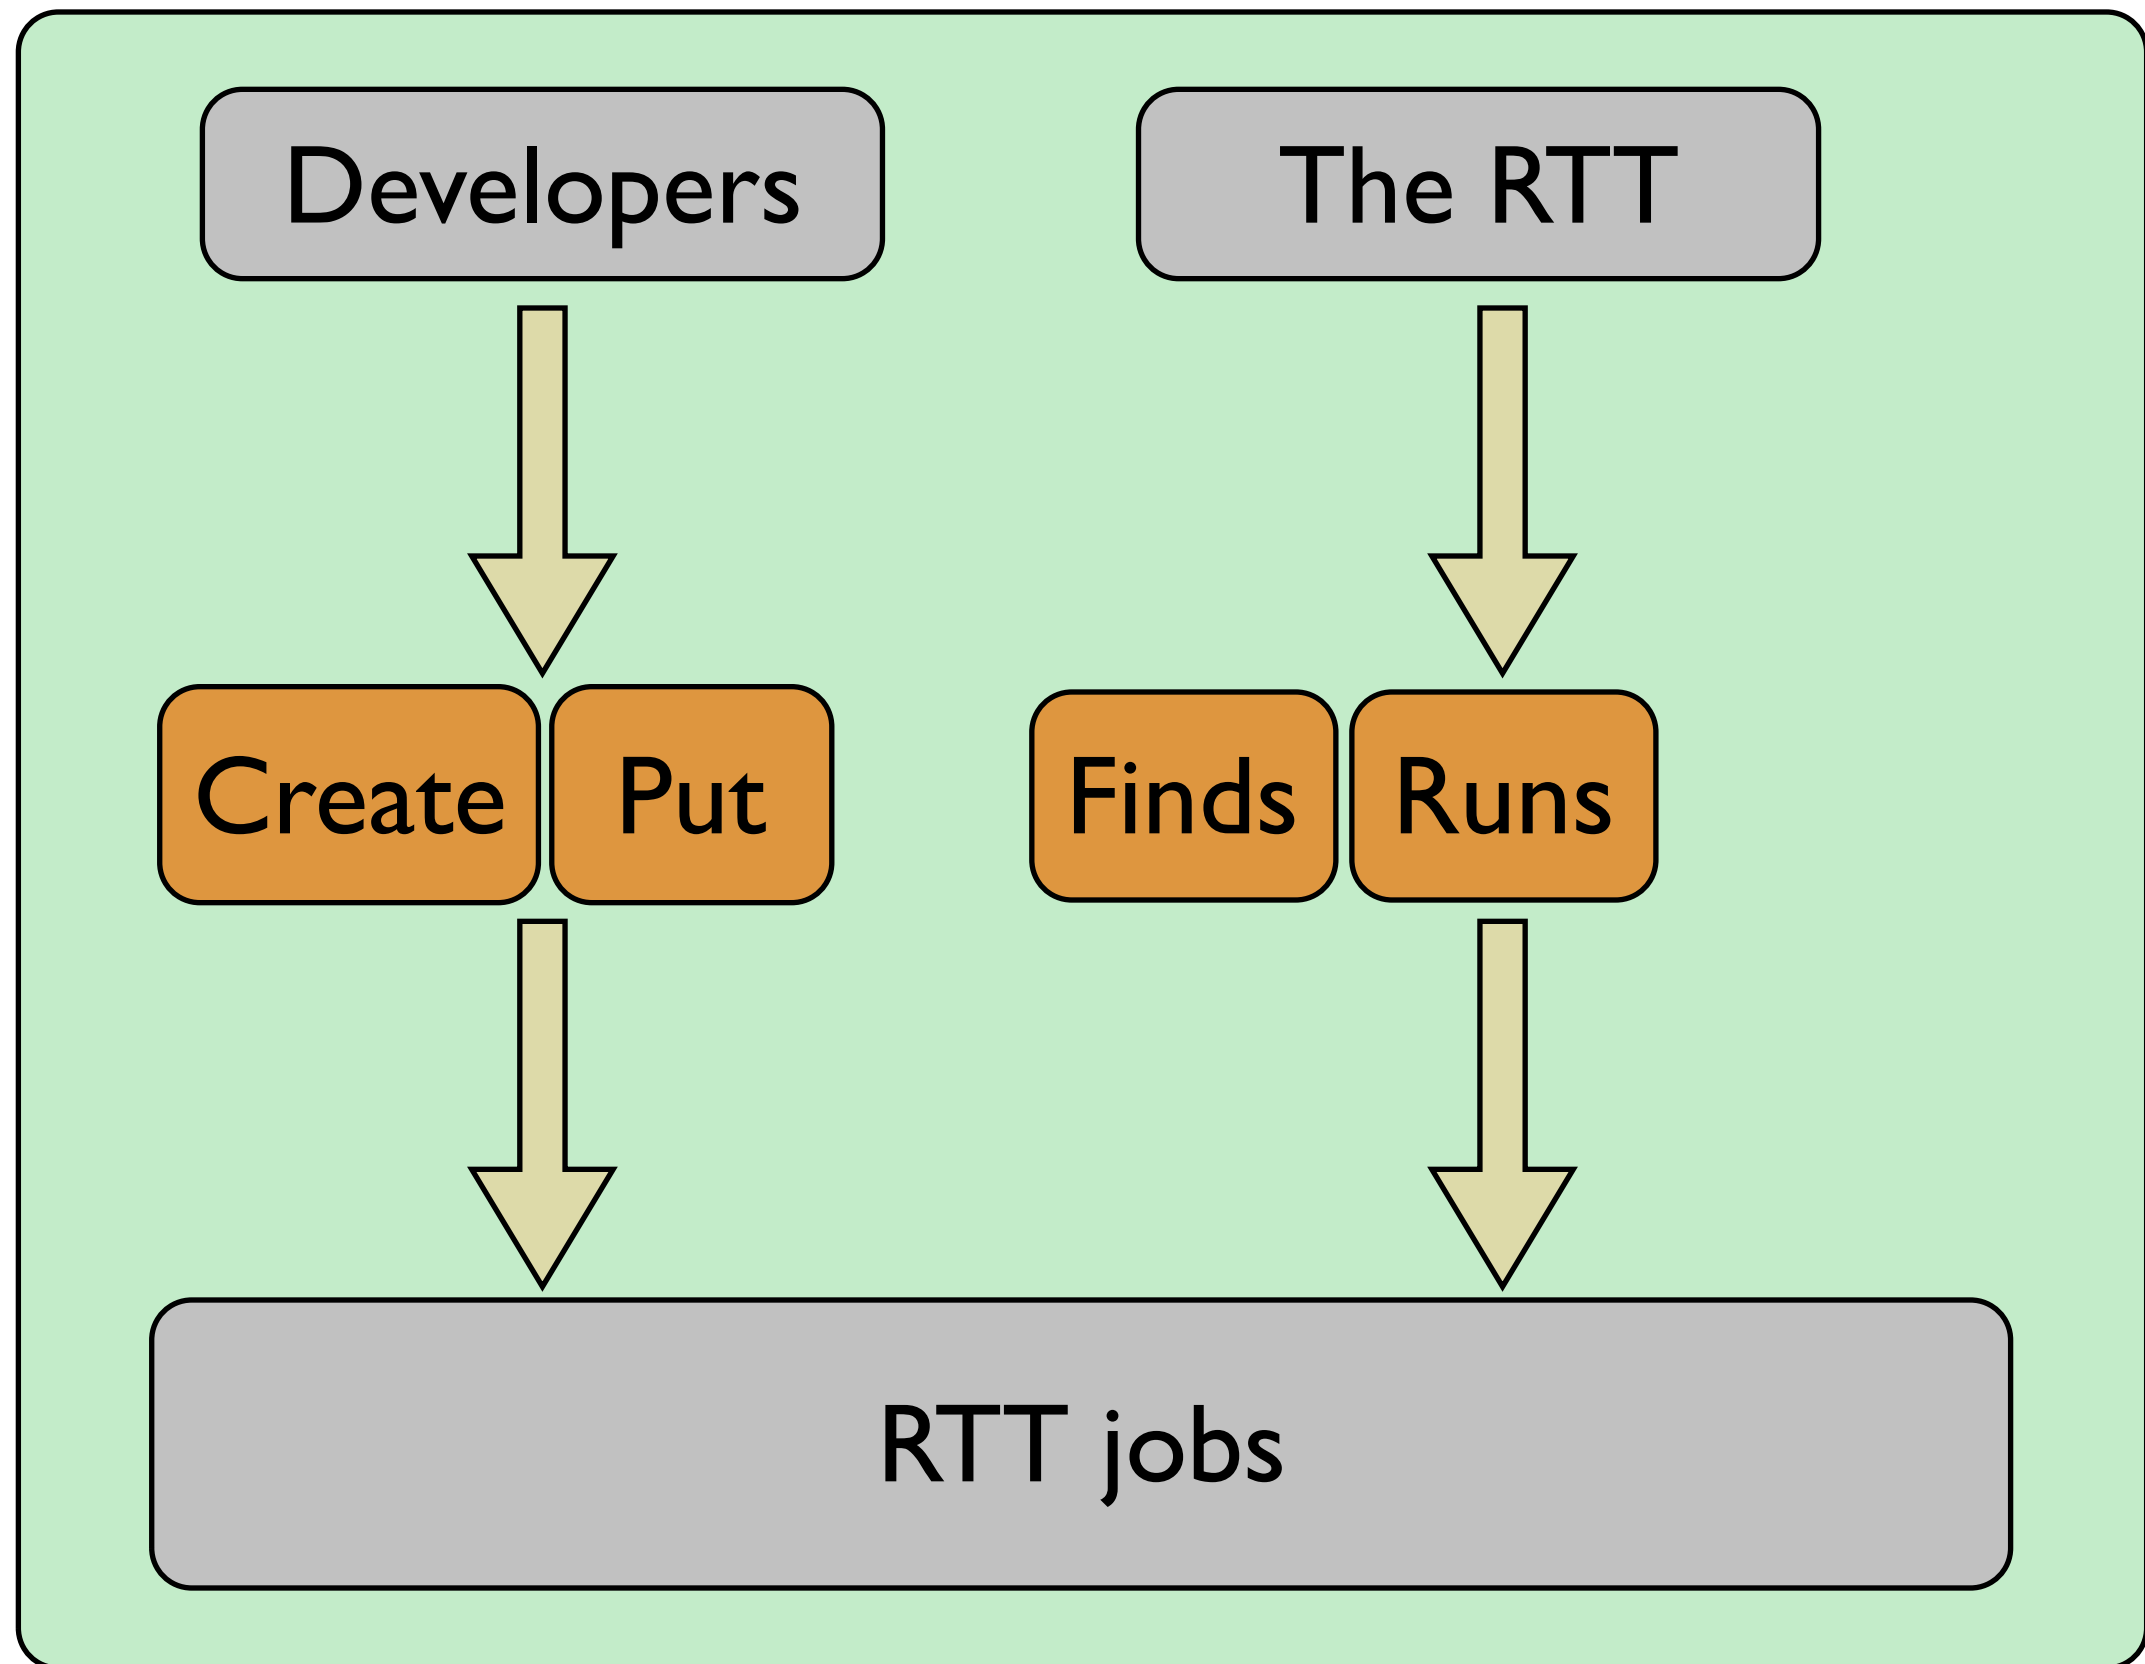 Developers
The RTT
Create
Put
Finds
Runs
RTT jobs